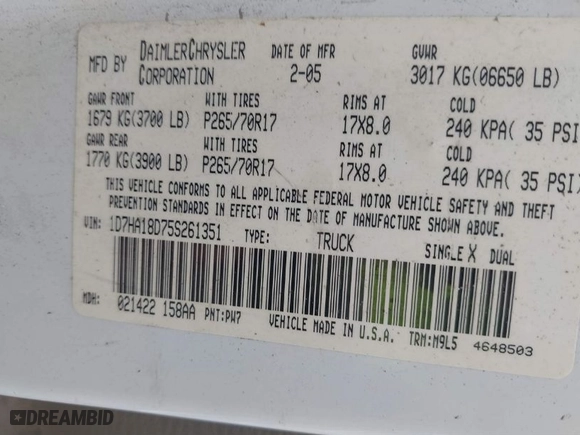 MFD BY DAIMLERCHRYSLER CORPORATION DATE OF MFR 2-05 GVWR 3017 KG(06650 LB)
GAWR FRONT WITH TIRES RIMS AT COLD
1679 KG(3700 LB) P265/70R17 17X8.0 240 KPA( 35 PSI
GAWR REAR WITH TIRES RIMS AT COLD
1770 KG(3900 LB) P265/70R17 17X8.0 240 KPA( 35 PSI)
THIS VEHICLE CONFORMS TO ALL APPLICABLE FEDERAL MOTOR VEHICLE SAFETY AND THEFT
PREVENTION STANDARDS IN EFFECT ON THE DATE OF MANUFACTURE SHOWN ABOVE.
VIN: 1D7HA18D75S261351 TYPE: TRUCK SINGLE X DUAL
MDH: 021422 158AA PNT:PW7 VEHICLE MADE IN U.S.A. TRM:M9L5 4648503
DREAMBID